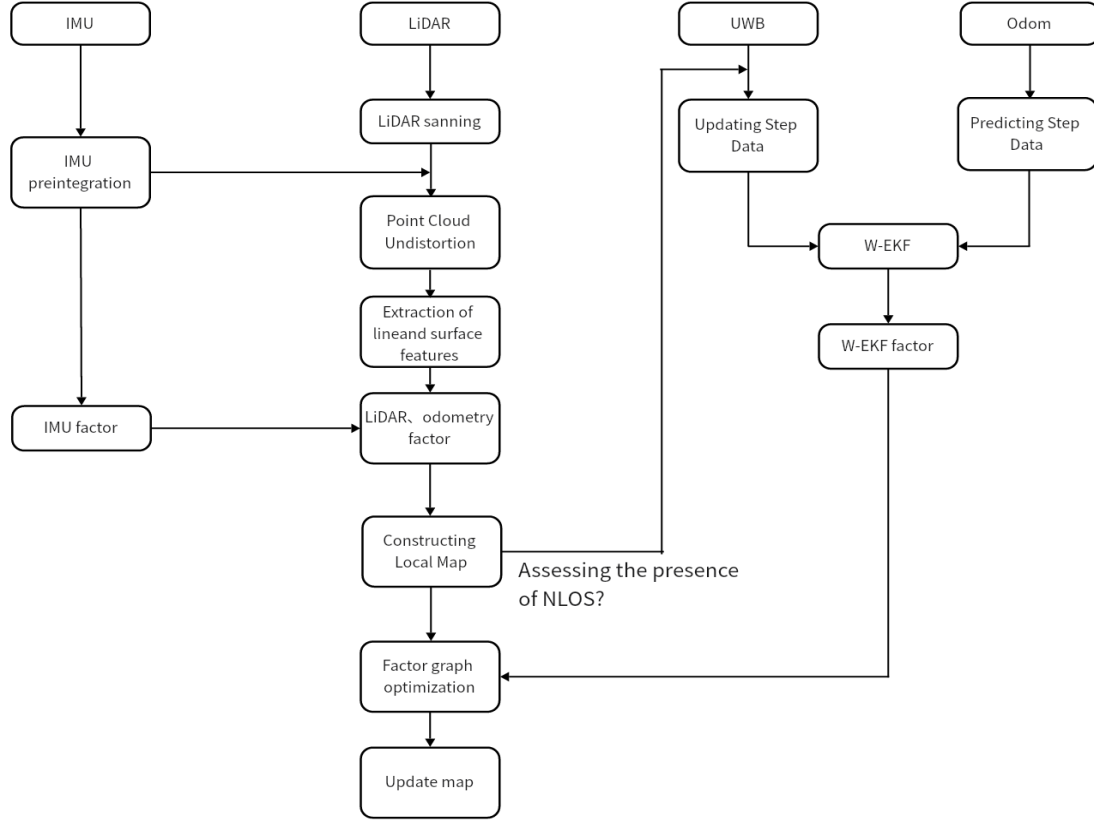 IMU
LiDAR
UWB
Odom
LiDAR sanning
Updating Step
Data
Predicting Step
Data
IMU
preintegration
Point Cloud
Undistortion
W-EKF
Extraction of
lineand surface
features
W-EKF factor
IMU factor
LiDAR、odometry
factor
Constructing
Local Map
Assessing the presence
of NLOS?
Factor graph
optimization
Update map